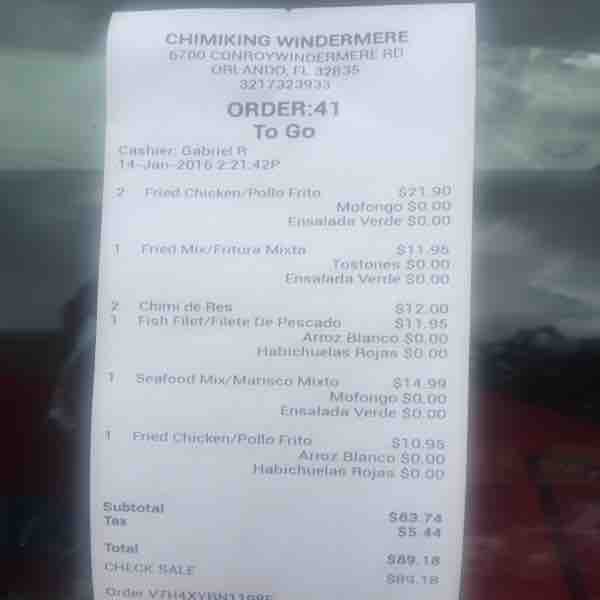 CHIMIKING WINDERMERE
6700 CONROYWINDERMERE RD
ORLANDO, FL 32835
3217323933
ORDER:41
To Go
Cashier: Gabriel R
14-Jan-2016 2:21:42P
2 Fried Chicken/Pollo Frito $21.90
Mofongo $0.00
Ensalada Verde $0.00
1 Fried Mix/Fritura Mixta $11.95
Tostones $0.00
Ensalada Verde $0.00
2 Chimi de Res $12.00
1 Fish Filet/Filete De Pescado $11.95
Arroz Blanco $0.00
Habichuelas Rojas $0.00
1 Seafood Mix/Marisco Mixto $14.99
Mofongo $0.00
Ensalada Verde $0.00
1 Fried Chicken/Pollo Frito $10.95
Arroz Blanco $0.00
Habichuelas Rojas $0.00
Subtotal $83.74
Tax $5.44
Total $89.18
CHECK SALE $89.18
Order